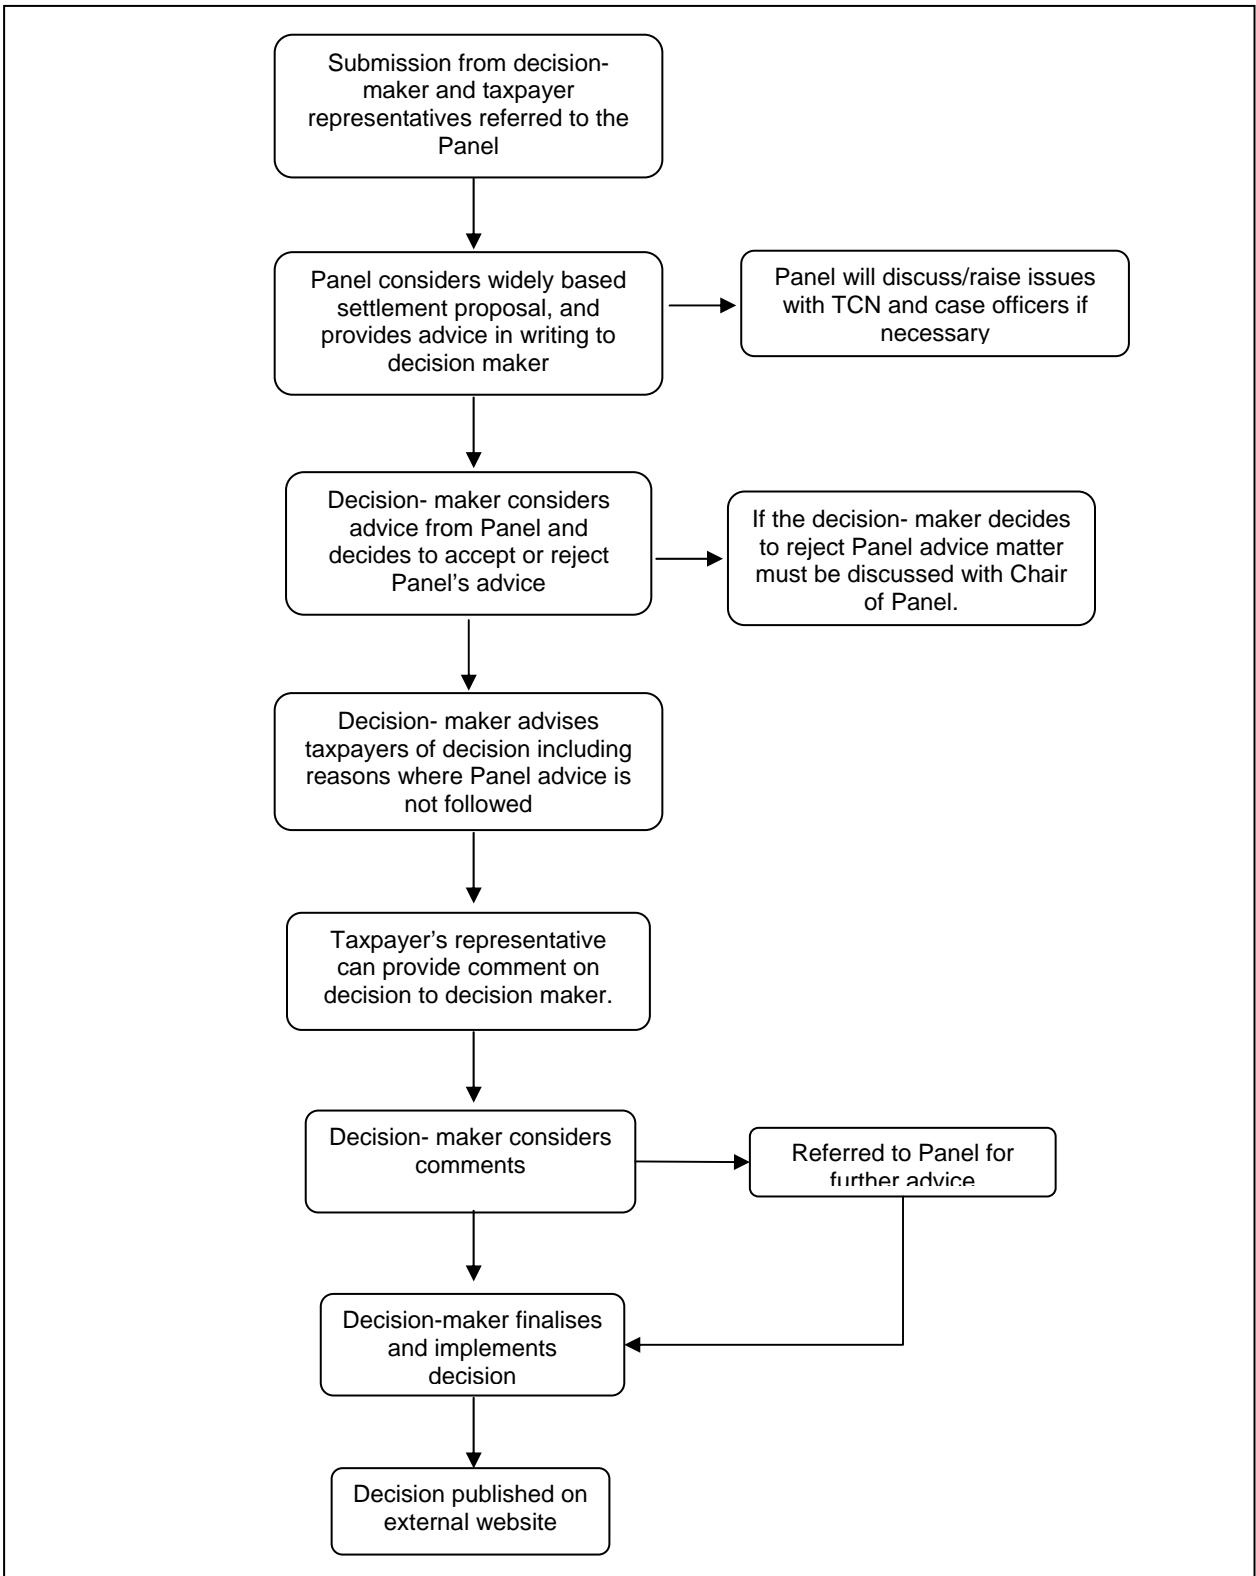 Submission from decision-
maker and taxpayer
representatives referred to the
Panel
Panel considers widely based
settlement proposal, and
provides advice in writing to
decision maker
Panel will discuss/raise issues
with TCN and case officers if
necessary
Decision- maker considers
advice from Panel and
decides to accept or reject
Panel's advice
If the decision- maker decides
to reject Panel advice matter
must be discussed with Chair
of Panel.
Decision- maker advises
taxpayers of decision including
reasons where Panel advice is
not followed
Taxpayer's representative
can provide comment on
decision to decision maker.
Decision- maker considers
comments
Referred to Panel for
further advice
Decision-maker finalises
and implements
decision
Decision published on
external website